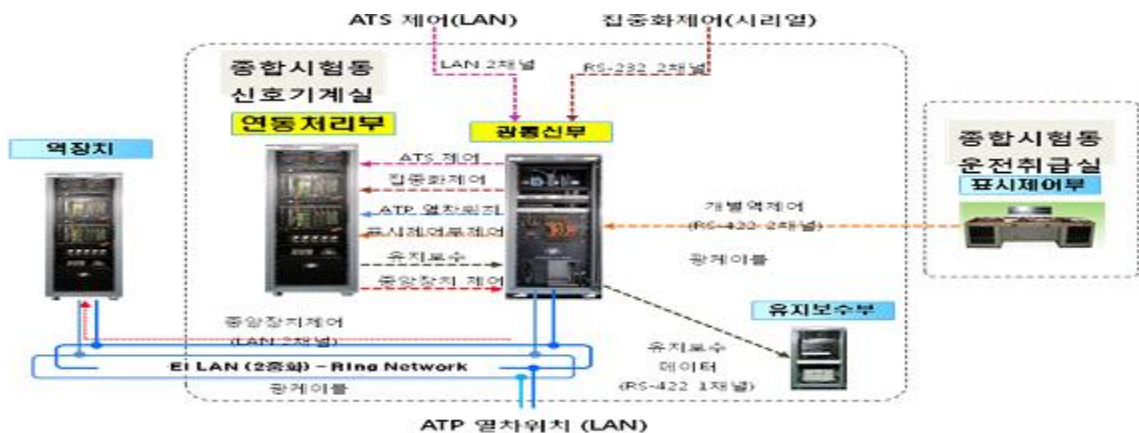 ATS 제어(LAN)
집중화제어(시리얼)
LAN 2채널
RS-232 2채널
종합시험동
신호기계실
연동처리부
광통신부
역장치
종합시험동
운전취급실
표시제어부
ATS 제어
집중화제어
ATP 열차위치
표시제어부제어
유지보수
중앙장치 제어
개별역제어
(RS-422 2채널)
광케이블
유지보수부
중앙장치제어
(LAN 2채널)
유지보수
데이터
(RS-422 1채널)
EI LAN (2중화) – Ring Network
광케이블
ATP 열차위치 (LAN)